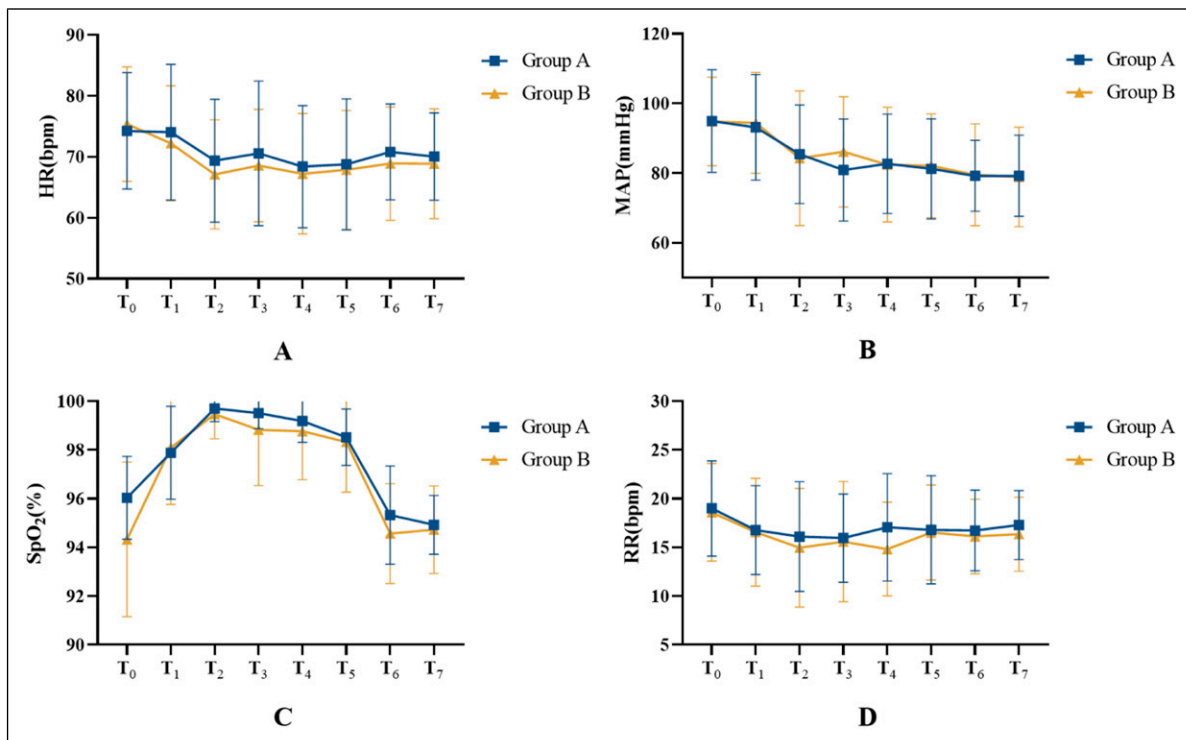 90
80
70
60
50
HR(bpm)
T₀ T₁ T₂ T₃ T₄ T₅ T₆ T₇
Group A
Group B
A
120
100
80
60
MAP(mmHg)
T₀ T₁ T₂ T₃ T₄ T₅ T₆ T₇
Group A
Group B
B
100
98
96
94
92
90
SpO₂(%)
T₀ T₁ T₂ T₃ T₄ T₅ T₆ T₇
Group A
Group B
C
30
25
20
15
10
5
RR(bpm)
T₀ T₁ T₂ T₃ T₄ T₅ T₆ T₇
Group A
Group B
D